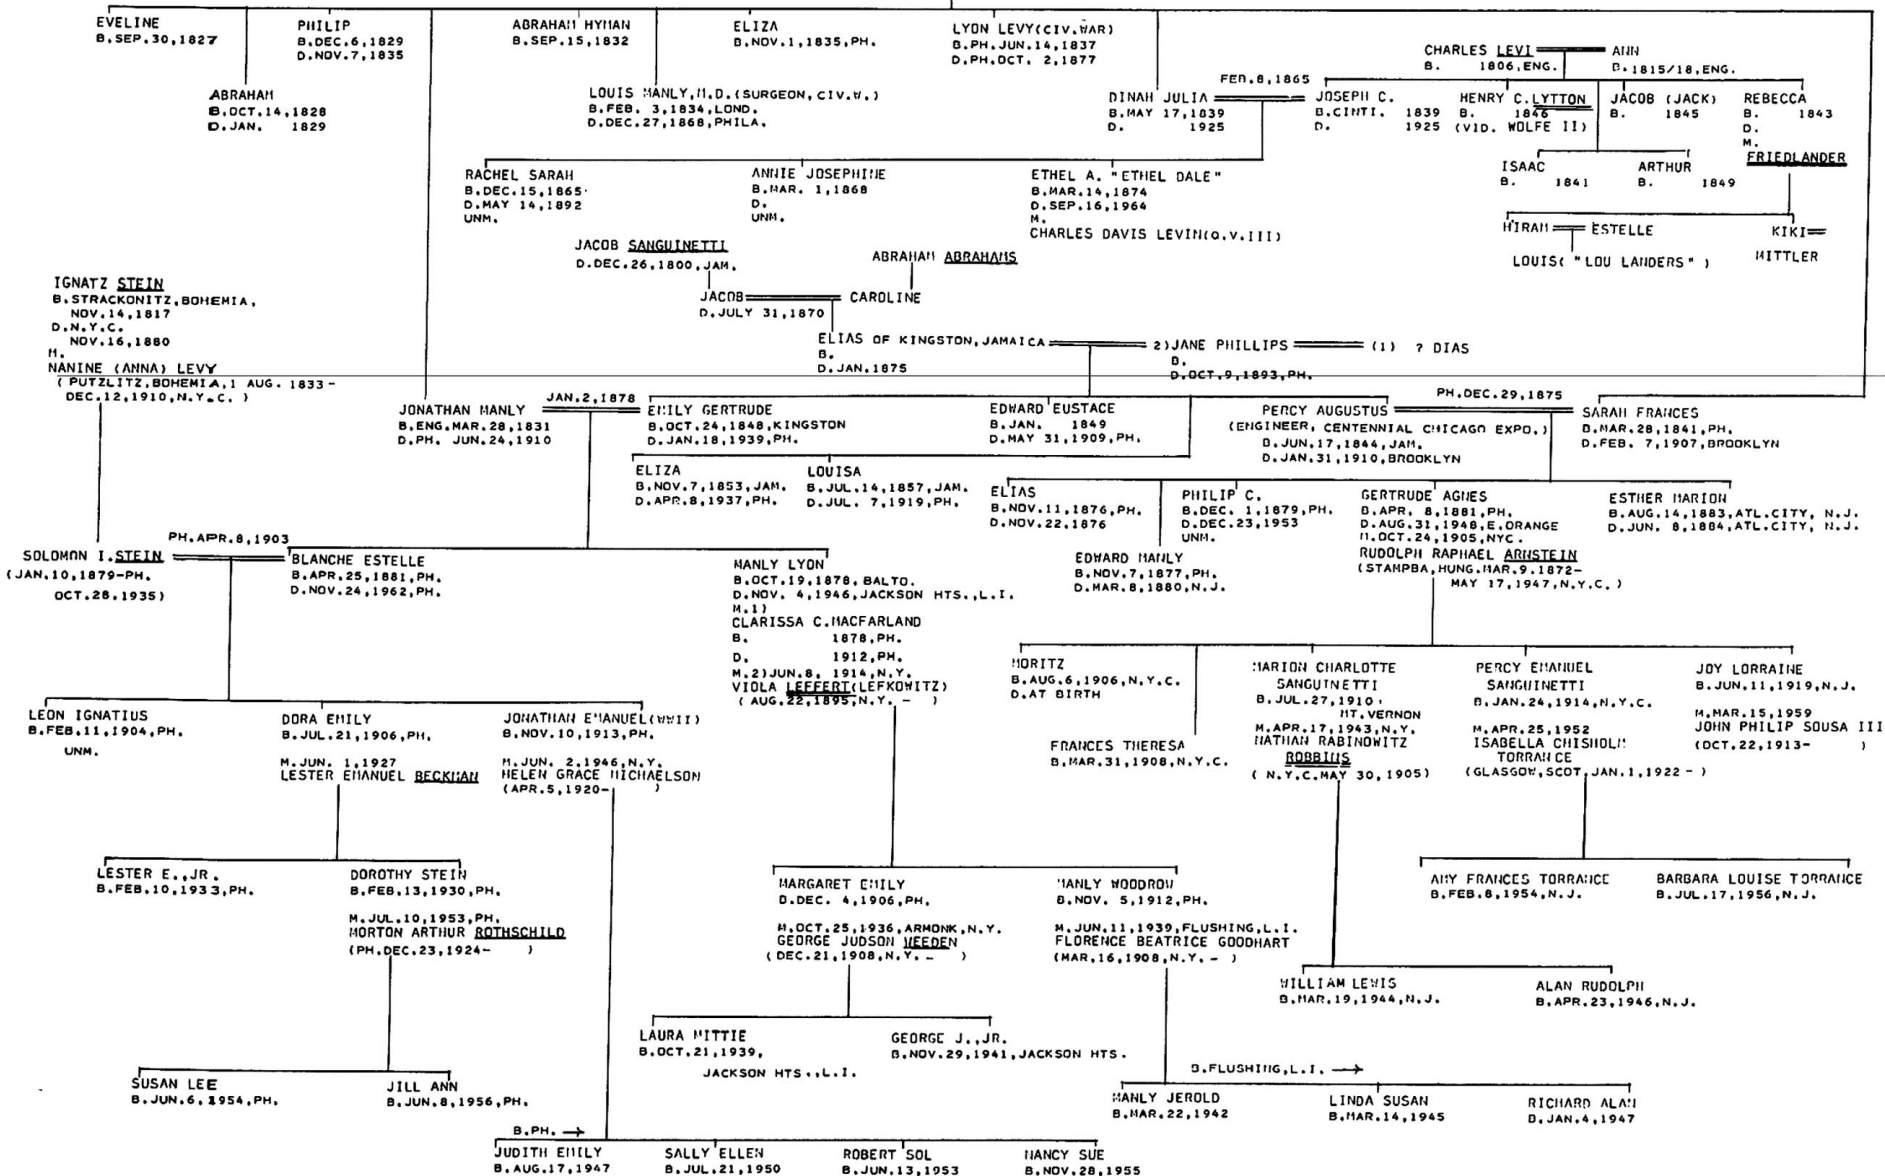 EVELINE
B.SEP.30,1827
PHILIP
B.DEC.6,1829
D.NOV.7,1835
ABRAHAM HYMAN
B.SEP.15,1832
ELIZA
B.NOV.1,1835,PH.
LYON LEVY(CIV.WAR)
B.PH.JUN.14,1837
D.PH.OCT. 2,1877
CHARLES LEVI
B. 1806,ENG.
ANN
B.1815/18,ENG.
ABRAHAM
B.OCT.14,1828
D.JAN. 1829
LOUIS MANLY,M.D.(SURGEON,CIV.W.)
B.FEB. 3,1834,LOND.
D.DEC.27,1868,PHILA.
FEB.8,1865
DINAH JULIA
B.MAY 17,1839
D. 1925
JOSEPH C.
B.CINTI. 1839
D. 1925
HENRY C.LYTTON
B. 1846
(VID. WOLFE II)
JACOB (JACK)
B. 1845
REBECCA
B. 1843
D.
M.
FRIEDLANDER
ISAAC
B. 1841
ARTHUR
B. 1849
RACHEL SARAH
B.DEC.15,1865
D.MAY 14,1892
UNM.
ANNIE JOSEPHINE
B.MAR. 1,1868
D.
UNM.
ETHEL A. "ETHEL DALE"
B.MAR.14,1874
D.SEP.16,1964
M.
CHARLES DAVIS LEVIN(Q.V.III)
HIRAM
ESTELLE
KIKI
MITTLER
LOUIS( "LOU LANDERS" )
JACOB SANGUINETTI
D.DEC.26,1800,JAM.
ABRAHAM ABRAHAMS
JACOB
D.JULY 31,1870
CAROLINE
IGNATZ STEIN
B.STRACKONITZ,BOHEMIA,
NOV.14,1817
D.N.Y.C.
NOV.16,1880
M.
NANINE (ANNA) LEVY
( PUTZLITZ,BOHEMIA,1 AUG. 1833-
DEC.12,1910,N.Y.C. )
ELIAS OF KINGSTON,JAMAICA
B.
D.JAN.1875
2)JANE PHILLIPS
B.
D.OCT.9,1893,PH.
(1) ? DIAS
JONATHAN MANLY
B.ENG.MAR.28,1831
D.PH. JUN.24,1910
JAN.2,1878
EMILY GERTRUDE
B.OCT.24,1848,KINGSTON
D.JAN.18,1939,PH.
EDWARD EUSTACE
B.JAN. 1849
D.MAY 31,1909,PH.
PERCY AUGUSTUS
(ENGINEER, CENTENNIAL CHICAGO EXPO.)
B.JUN.17,1844,JAM.
D.JAN.31,1910,BROOKLYN
PH.DEC.29,1875
SARAH FRANCES
B.MAR.28,1841,PH.
D.FEB. 7,1907,BROOKLYN
ELIZA
B.NOV.7,1853,JAM.
D.APR.8,1937,PH.
LOUISA
B.JUL.14,1857,JAM.
D.JUL. 7,1919,PH.
ELIAS
B.NOV.11,1876,PH.
D.NOV.22,1876
PHILIP C.
B.DEC. 1,1879,PH.
D.DEC.23,1953
UNM.
GERTRUDE AGNES
B.APR. 8,1881,PH.
D.AUG.31,1948,E.ORANGE
M.OCT.24,1905,NYC.
RUDOLPH RAPHAEL ARNSTEIN
(STAMPBA,HUNG.MAR.9.1872-
MAY 17,1947,N.Y.C.)
ESTHER MARION
B.AUG.14,1883,ATL.CITY, N.J.
D.JUN. 8,1884,ATL.CITY, N.J.
EDWARD MANLY
B.NOV.7,1877,PH.
D.MAR.8,1880,N.J.
SOLOMON I.STEIN
(JAN.10,1879-PH.
OCT.28,1935)
PH.APR.8,1903
BLANCHE ESTELLE
B.APR.25,1881,PH.
D.NOV.24,1962,PH.
MANLY LYON
B.OCT.19,1878, BALTO.
D.NOV. 4,1946,JACKSON HTS.,L.I.
M.1)
CLARISSA C.MACFARLAND
B. 1878,PH.
D. 1912,PH.
M.2)JUN.8, 1914,N.Y.
VIOLA LEFFERT(LEFKOWITZ)
( AUG.22,1895,N.Y. - )
MORITZ
B.AUG.6,1906,N.Y.C.
D.AT BIRTH
FRANCES THERESA
B.MAR.31,1908,N.Y.C.
MARION CHARLOTTE
SANGUINETTI
B.JUL.27,1910
MT.VERNON
M.APR.17,1943,N.Y.
NATHAN RABINOWITZ
ROBBINS
( N.Y.C.MAY 30, 1905)
PERCY EMANUEL
SANGUINETTI
B.JAN.24,1914,N.Y.C.
M.APR.25,1952
ISABELLA CHISHOLM
TORRANCE
(GLASGOW,SCOT,JAN.1,1922 - )
JOY LORRAINE
B.JUN.11,1919,N.J.
M.MAR.15,1959
JOHN PHILIP SOUSA III
(OCT.22,1913- )
LEON IGNATIUS
B.FEB.11,1904,PH.
UNM.
DORA EMILY
B.JUL.21,1906,PH.
M.JUN. 1,1927
LESTER EMANUEL BECKMAN
JONATHAN EMANUEL(WWII)
B.NOV.10,1913,PH.
M.JUN. 2,1946,N.Y.
HELEN GRACE MICHAELSON
(APR.5,1920- )
LESTER E.,JR.
B.FEB.10,1933,PH.
DOROTHY STEIN
B.FEB.13,1930,PH.
M.JUL.10,1953,PH.
MORTON ARTHUR ROTHSCHILD
(PH.DEC.23,1924- )
MARGARET EMILY
B.DEC. 4,1906,PH.
M.OCT.25,1936,ARMONK,N.Y.
GEORGE JUDSON WEEDEN
( DEC.21,1908,N.Y. - )
MANLY WOODROW
B.NOV. 5,1912,PH.
M.JUN.11,1939,FLUSHING,L.I.
FLORENCE BEATRICE GOODHART
(MAR.16,1908,N.Y. - )
AMY FRANCES TORRANCE
B.FEB.8,1954,N.J.
BARBARA LOUISE TORRANCE
B.JUL.17,1956,N.J.
WILLIAM LEWIS
B.MAR.19,1944,N.J.
ALAN RUDOLPH
B.APR.23,1946,N.J.
LAURA MITTIE
B.OCT.21,1939,
JACKSON HTS.,L.I.
GEORGE J.,JR.
B.NOV.29,1941,JACKSON HTS.
SUSAN LEE
B.JUN.6,1954,PH.
JILL ANN
B.JUN.8,1956,PH.
B.FLUSHING,L.I. →
MANLY JEROLD
B.MAR.22,1942
LINDA SUSAN
B.MAR.14,1945
RICHARD ALAN
B.JAN.4,1947
B.PH. →
JUDITH EMILY
B.AUG.17,1947
SALLY ELLEN
B.JUL.21,1950
ROBERT SOL
B.JUN.13,1953
NANCY SUE
B.NOV.28,1955